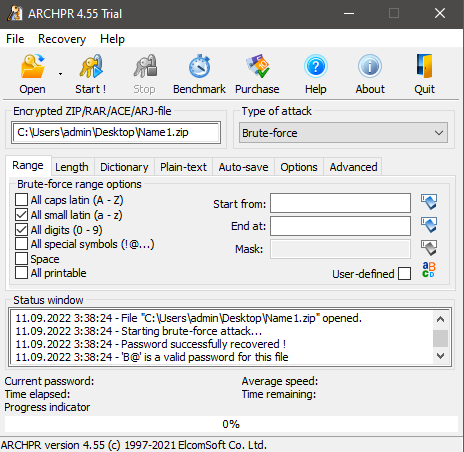 ARCHPR 4.55 Trial
File Recovery Help
Open Start ! Stop Benchmark Purchase Help About Quit
Encrypted ZIP/RAR/ACE/ARJ-file
C:\Users\admin\Desktop\Name1.zip
Type of attack
Brute-force
Range Length Dictionary Plain-text Auto-save Options Advanced
Brute-force range options
All caps latin (A - Z)
All small latin (a - z)
All digits (0 - 9)
All special symbols (!@...)
Space
All printable
Start from:
End at:
Mask:
User-defined
Status window
11.09.2022 3:38:24 - File "C:\Users\admin\Desktop\Name1.zip" opened.
11.09.2022 3:38:24 - Starting brute-force attack...
11.09.2022 3:38:24 - Password successfully recovered !
11.09.2022 3:38:24 - 'B@' is a valid password for this file
Current password: Average speed:
Time elapsed: Time remaining:
Progress indicator
0%
ARCHPR version 4.55 (c) 1997-2021 ElcomSoft Co. Ltd.